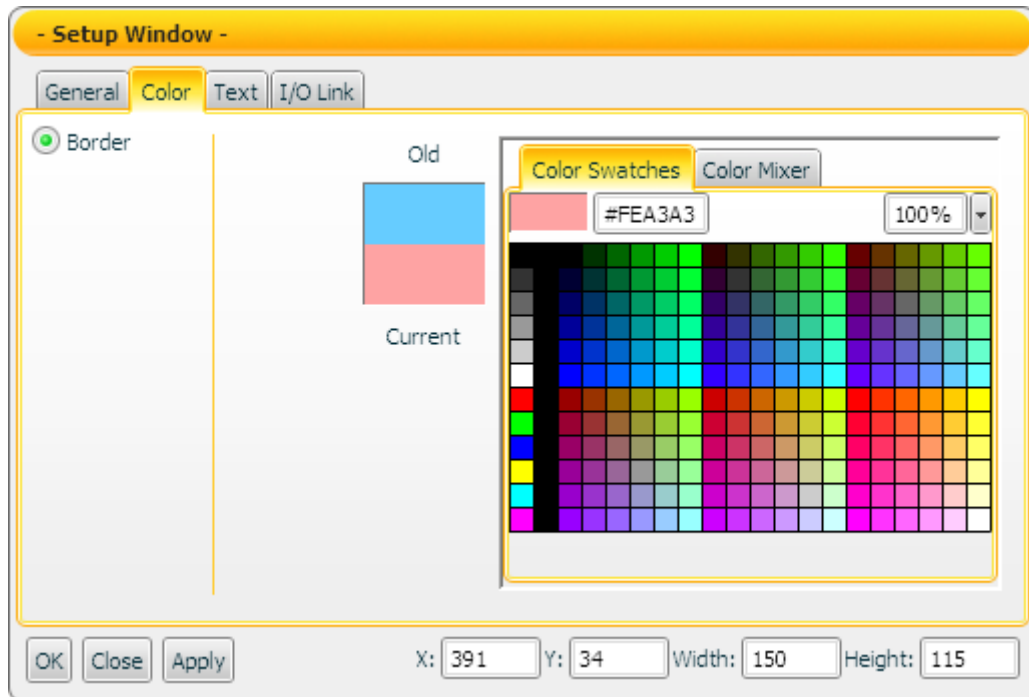 - Setup Window -
General Color Text I/O Link
Border
Old
Current
Color Swatches Color Mixer
#FEA3A3 100%
OK Close Apply X: 391 Y: 34 Width: 150 Height: 115